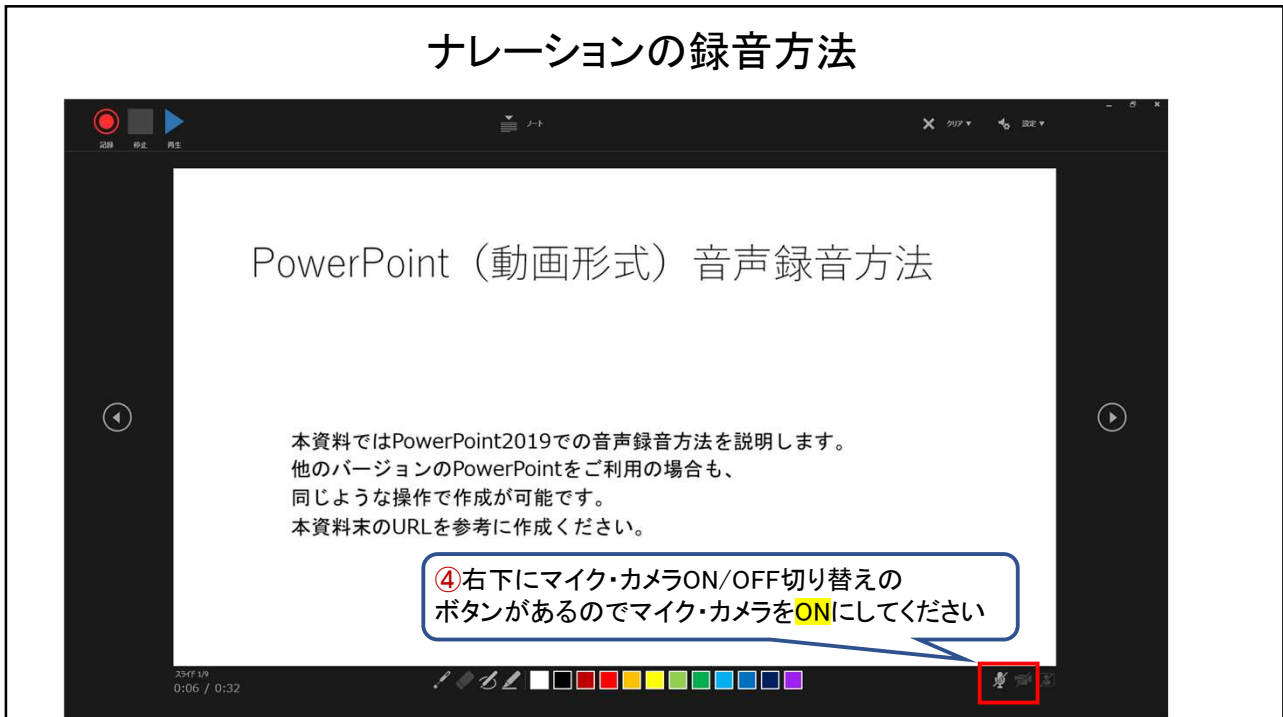 ナレーションの録音方法
記録 停止 再生
ノート
クリア
設定
PowerPoint（動画形式）音声録音方法
本資料ではPowerPoint2019での音声録音方法を説明します。
他のバージョンのPowerPointをご利用の場合も、
同じような操作で作成が可能です。
本資料末のURLを参考に作成ください。
④右下にマイク・カメラON/OFF切り替えの
ボタンがあるのでマイク・カメラをONにしてください
スライド 1/9
0:06 / 0:32